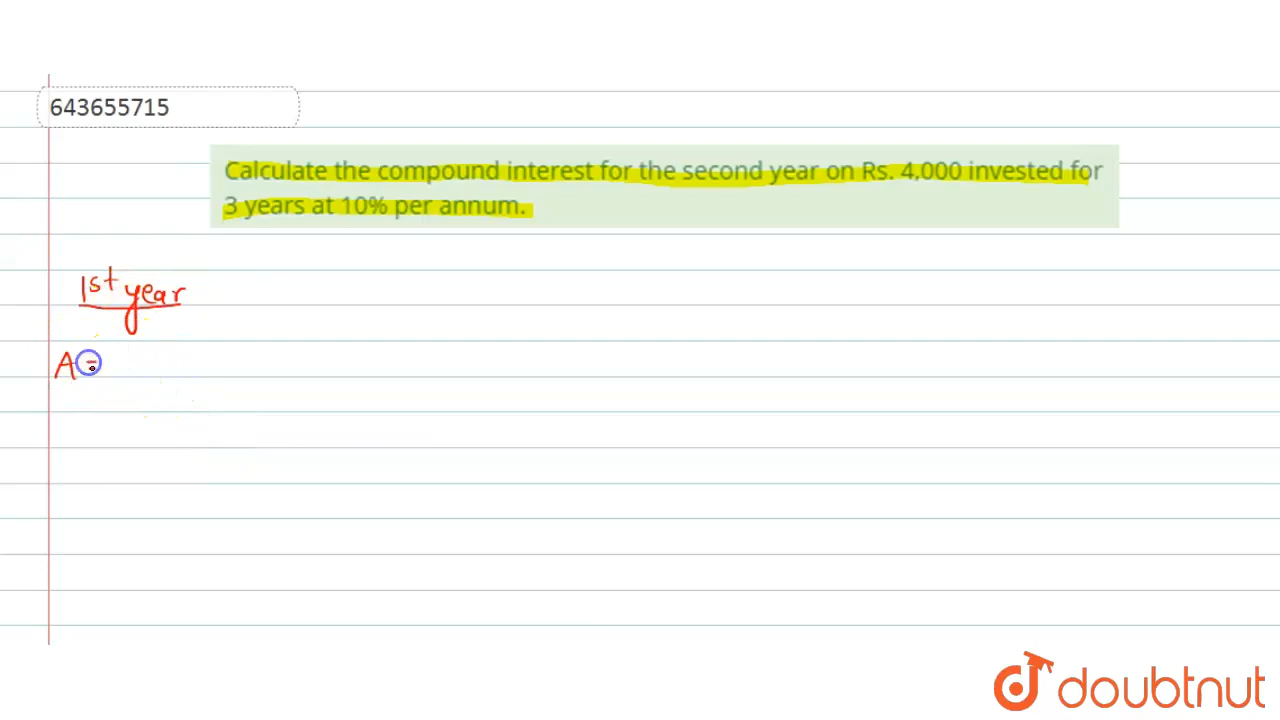 643655715
Calculate the compound interest for the second year on Rs. 4,000 invested for
3 years at 10% per annum.
1st year
A =
doubtnut